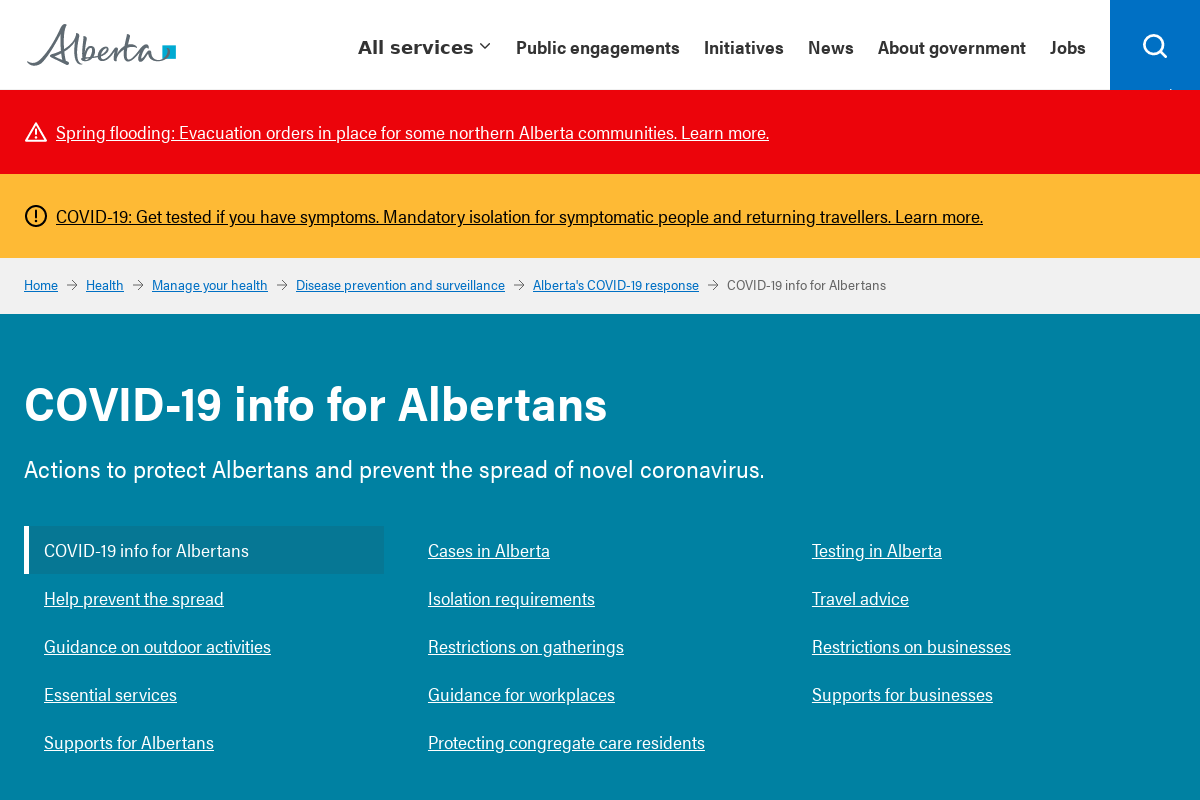 Alberta
All services Public engagements Initiatives News About government Jobs
Spring flooding: Evacuation orders in place for some northern Alberta communities. Learn more.
COVID-19: Get tested if you have symptoms. Mandatory isolation for symptomatic people and returning travellers. Learn more.
Home → Health → Manage your health → Disease prevention and surveillance → Alberta's COVID-19 response → COVID-19 info for Albertans
COVID-19 info for Albertans
Actions to protect Albertans and prevent the spread of novel coronavirus.
COVID-19 info for Albertans Cases in Alberta Testing in Alberta
Help prevent the spread Isolation requirements Travel advice
Guidance on outdoor activities Restrictions on gatherings Restrictions on businesses
Essential services Guidance for workplaces Supports for businesses
Supports for Albertans Protecting congregate care residents